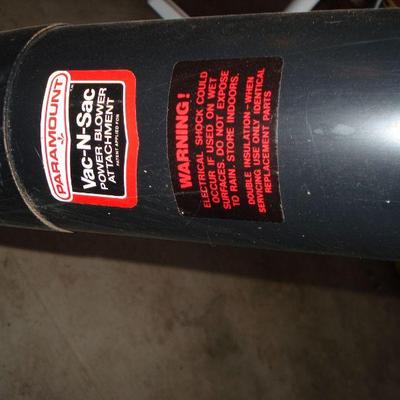 PARAMOUNT
Vac-N-Sac
POWER BLOWER
ATTACHMENT
PATENT APPLIED FOR
WARNING!
ELECTRICAL SHOCK COULD
OCCUR IF USED ON WET
SURFACES. DO NOT EXPOSE
TO RAIN. STORE INDOORS.
DOUBLE INSULATION-WHEN
SERVICING USE ONLY IDENTICAL
REPLACEMENT PARTS